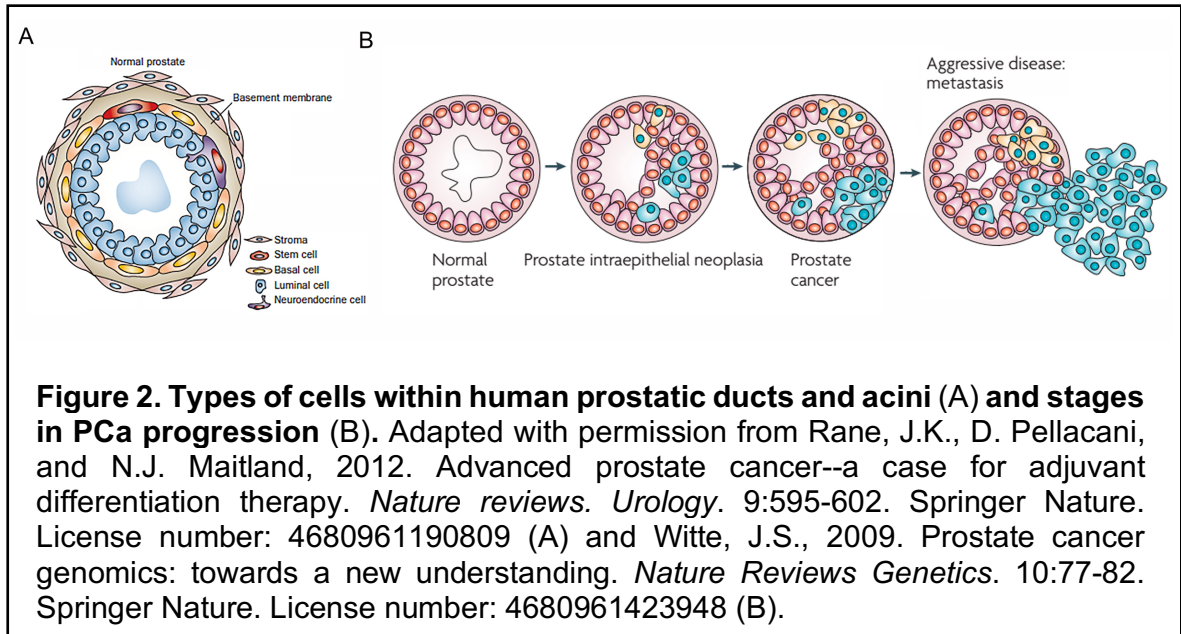 A
Normal prostate
Basement membrane
Stroma
Stem cell
Basal cell
Luminal cell
Neuroendocrine cell
B
Normal
prostate
Prostate intraepithelial neoplasia
Prostate
cancer
Aggressive disease:
metastasis
Figure 2. Types of cells within human prostatic ducts and acini (A) and stages
in PCa progression (B). Adapted with permission from Rane, J.K., D. Pellacani,
and N.J. Maitland, 2012. Advanced prostate cancer--a case for adjuvant
differentiation therapy. Nature reviews. Urology. 9:595-602. Springer Nature.
License number: 4680961190809 (A) and Witte, J.S., 2009. Prostate cancer
genomics: towards a new understanding. Nature Reviews Genetics. 10:77-82.
Springer Nature. License number: 4680961423948 (B).